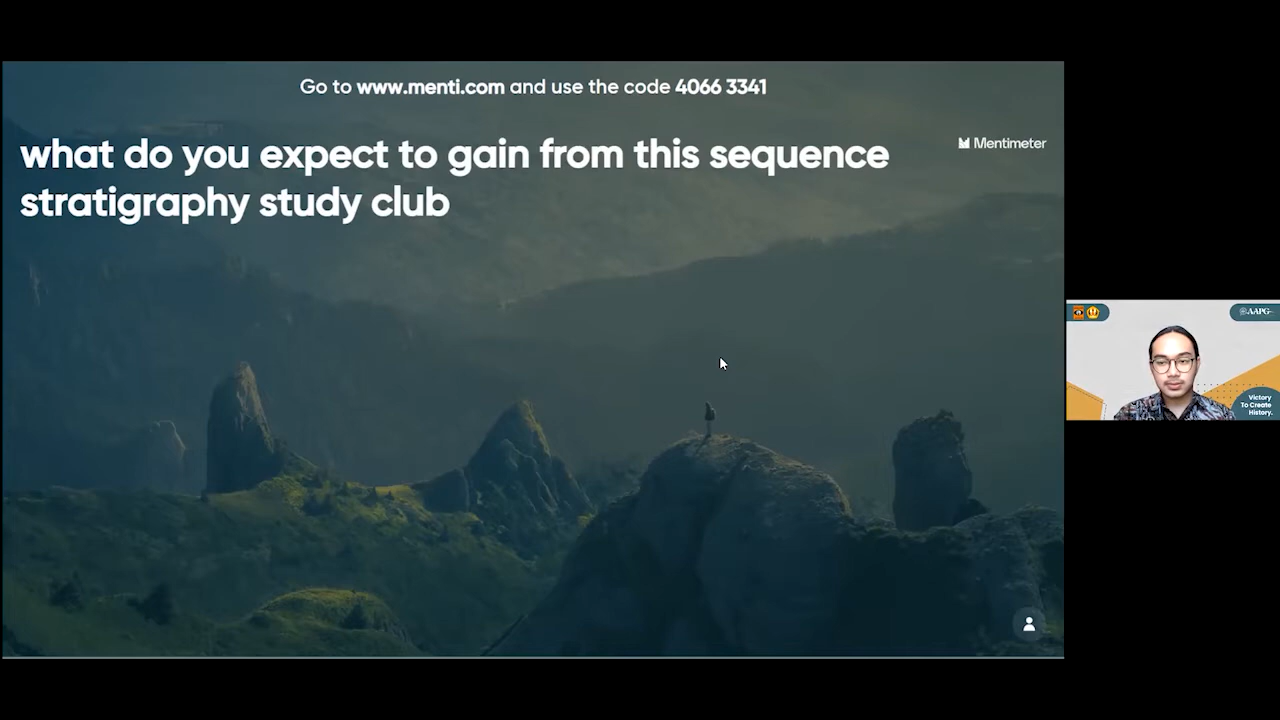 Go to www.menti.com and use the code 4066 3341
what do you expect to gain from this sequence
stratigraphy study club
Mentimeter
AAPG
Victory
To Create
History.